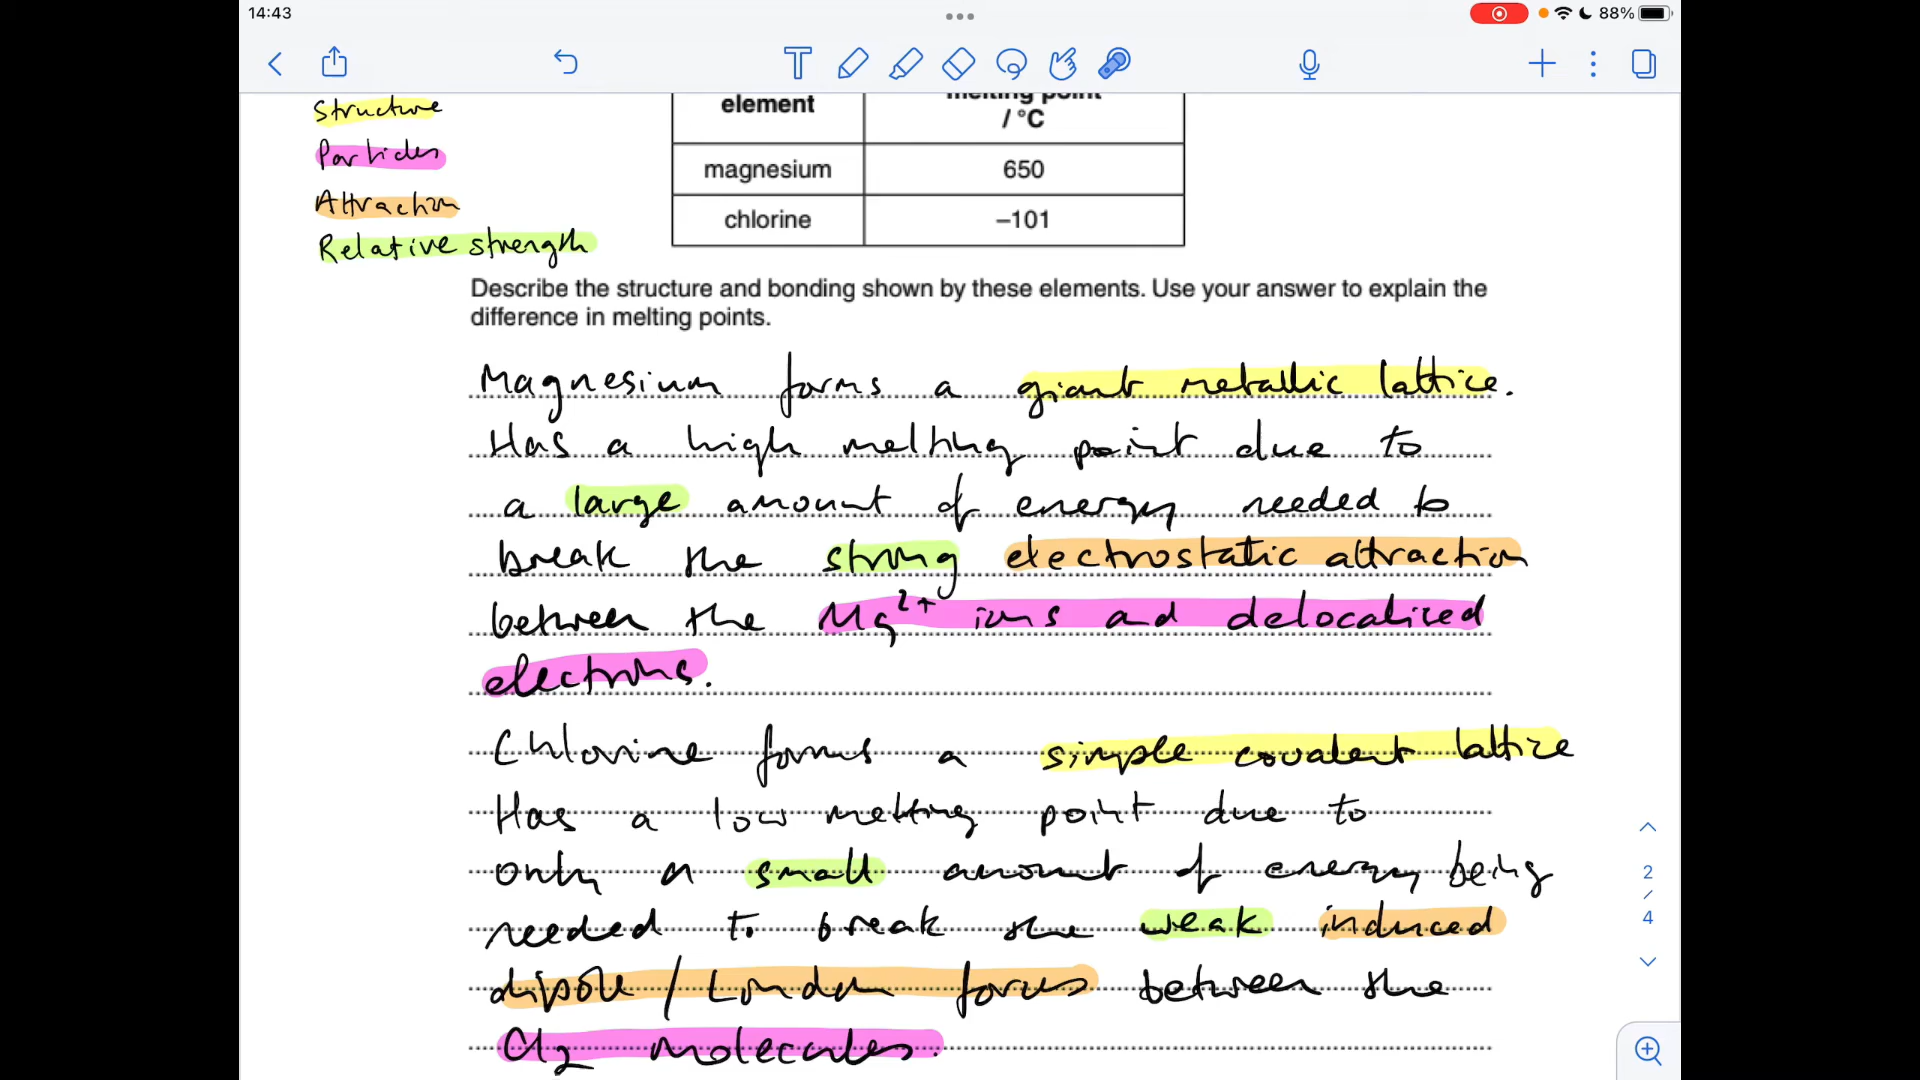 14:43
88%
Structure
Particles
Attraction
Relative strength
element melting point
/ °C
magnesium 650
chlorine –101
Describe the structure and bonding shown by these elements. Use your answer to explain the
difference in melting points.
Magnesium forms a giant metallic lattice.
Has a high melting point due to
a large amount of energy needed to
break the strong electrostatic attraction
between the Mg²⁺ ions and delocalised
electrons.
Chlorine forms a simple covalent lattice
Has a low melting point due to
only a small amount of energy being
needed to break the weak induced
dipole / London forces between the
Cl₂ molecules.
2
/
4